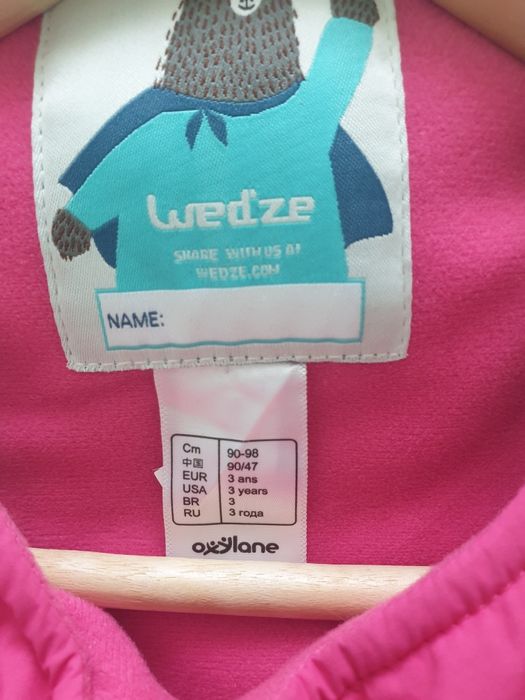 wed'ze
SHARE WITH US AT
WEDZE.COM
NAME:
Cm 90-98
中国 90/47
EUR 3 ans
USA 3 years
BR 3
RU 3 года
oxylane